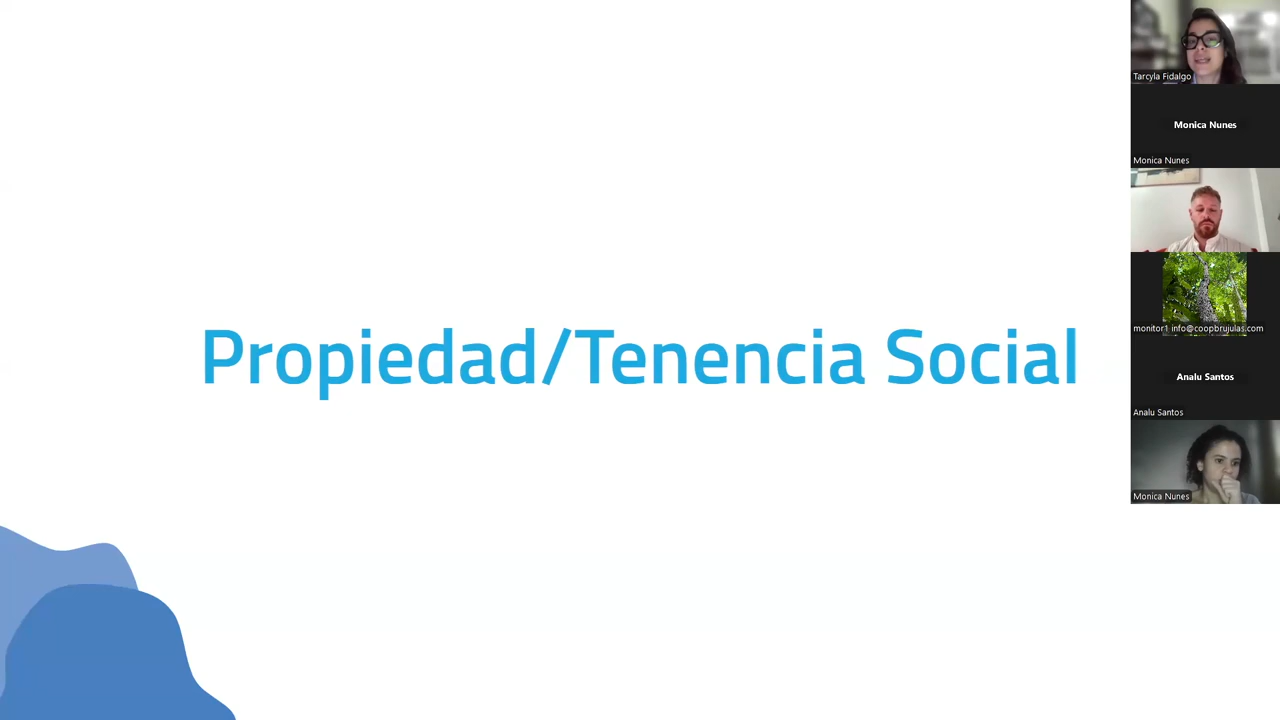 Propiedad/Tenencia Social
Tarcyla Fidalgo
Monica Nunes
Monica Nunes
monitor1 info@coopbrujulas.com
Analu Santos
Analu Santos
Monica Nunes